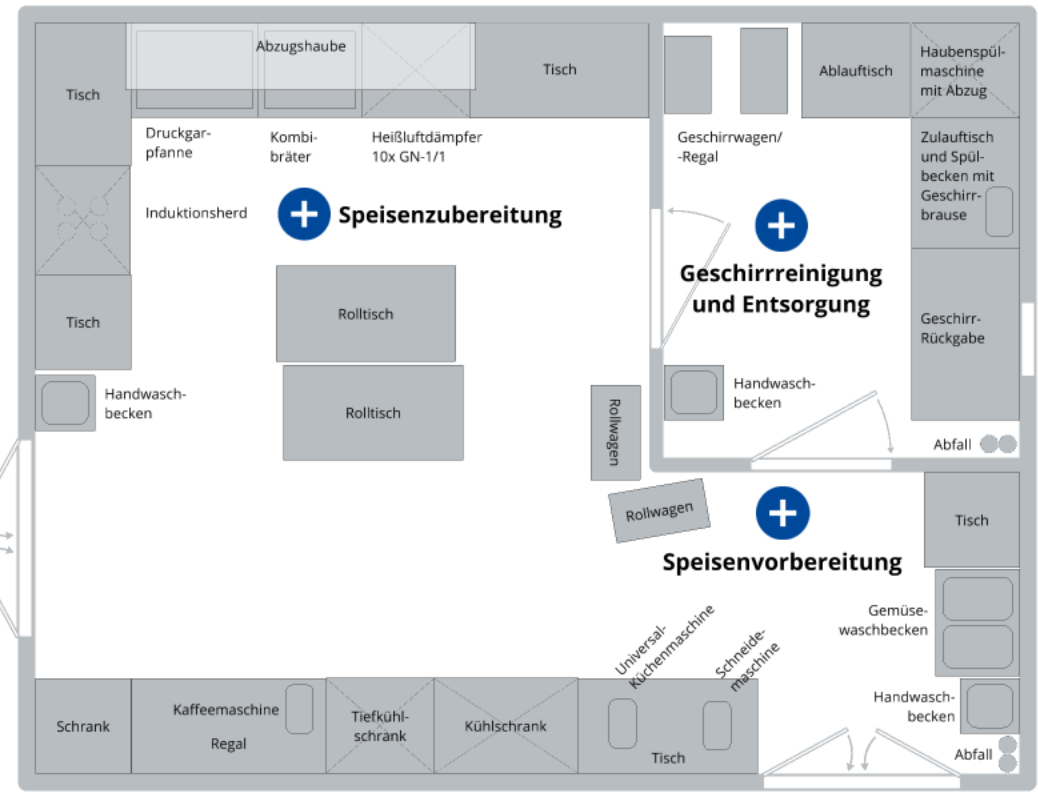 Abzugshaube
Tisch
Tisch
Ablauftisch
Haubenspül-
maschine
mit Abzug
Druckgar-
pfanne
Kombi-
bräter
Heißluftdämpfer
10x GN-1/1
Geschirrwagen/
-Regal
Zulauftisch
und Spül-
becken mit
Geschirr-
brause
Induktionsherd
Speisenzubereitung
Geschirrreinigung
und Entsorgung
Tisch
Rolltisch
Geschirr-
Rückgabe
Handwasch-
becken
Rolltisch
Rollwagen
Handwasch-
becken
Abfall
Rollwagen
Tisch
Speisenvorbereitung
Gemüse-
waschbecken
Universal-
Küchenmaschine
Schneide-
maschine
Handwasch-
becken
Schrank
Kaffeemaschine
Regal
Tiefkühl-
schrank
Kühlschrank
Tisch
Abfall